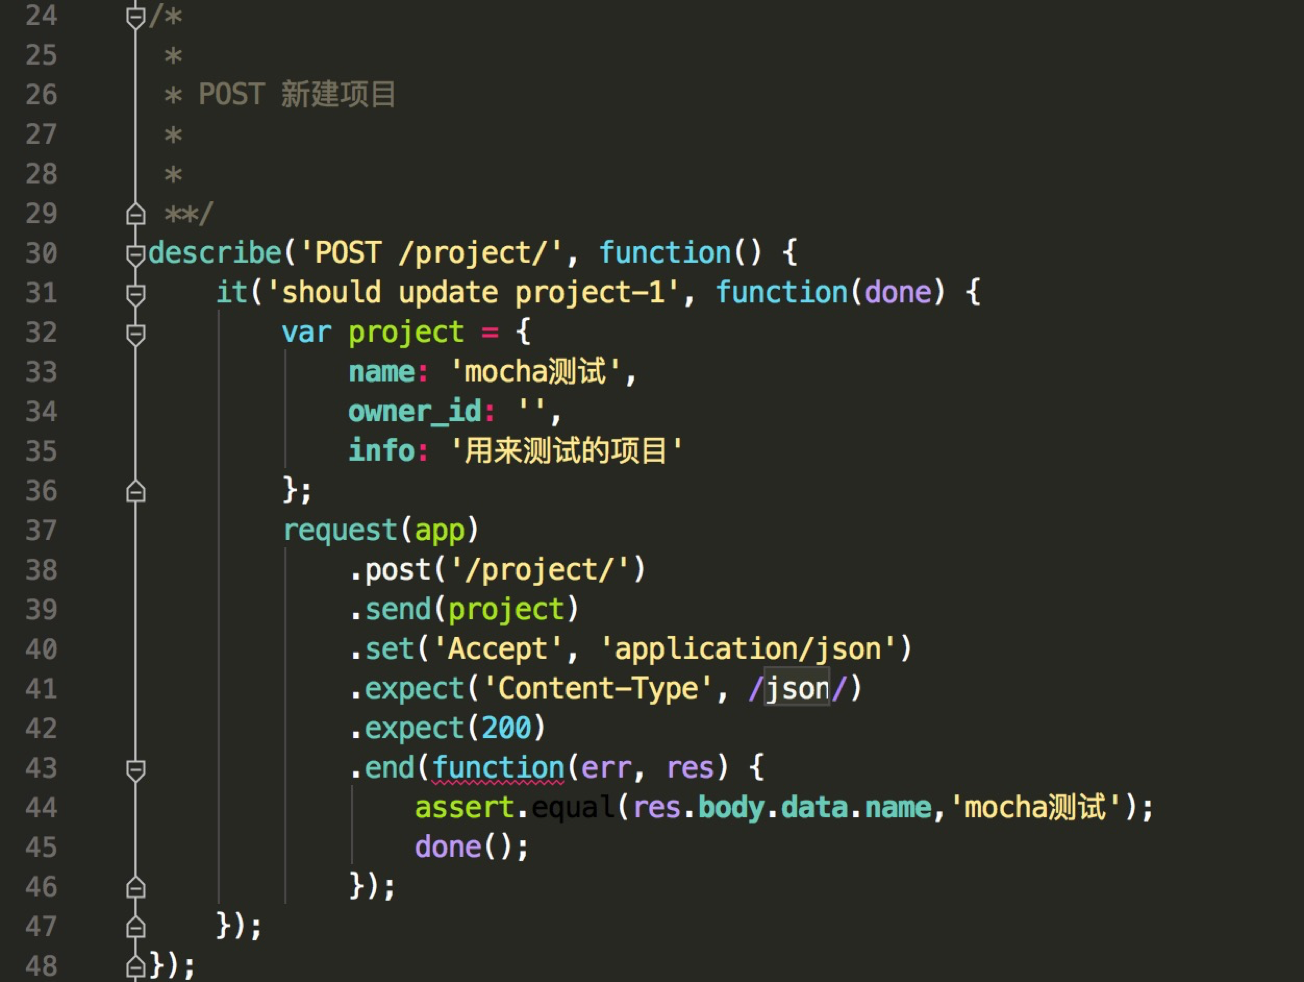 24 /*
25 *
26 * POST 新建项目
27 *
28 *
29 **/
30 describe('POST /project/', function() {
31 it('should update project-1', function(done) {
32 var project = {
33 name: 'mocha测试',
34 owner_id: '',
35 info: '用来测试的项目'
36 };
37 request(app)
38 .post('/project/')
39 .send(project)
40 .set('Accept', 'application/json')
41 .expect('Content-Type', /json/)
42 .expect(200)
43 .end(function(err, res) {
44 assert.equal(res.body.data.name,'mocha测试');
45 done();
46 });
47 });
48 });